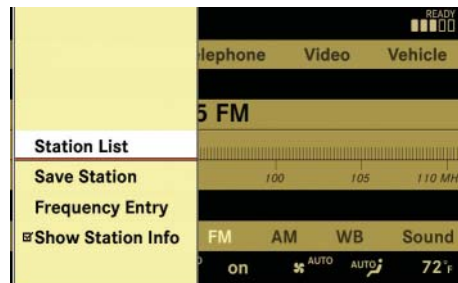 READY
elephone Video Vehicle
5 FM
Station List
Save Station
100 105 110 MH
Frequency Entry
Show Station Info
FM AM WB Sound
on AUTO AUTO 72°F